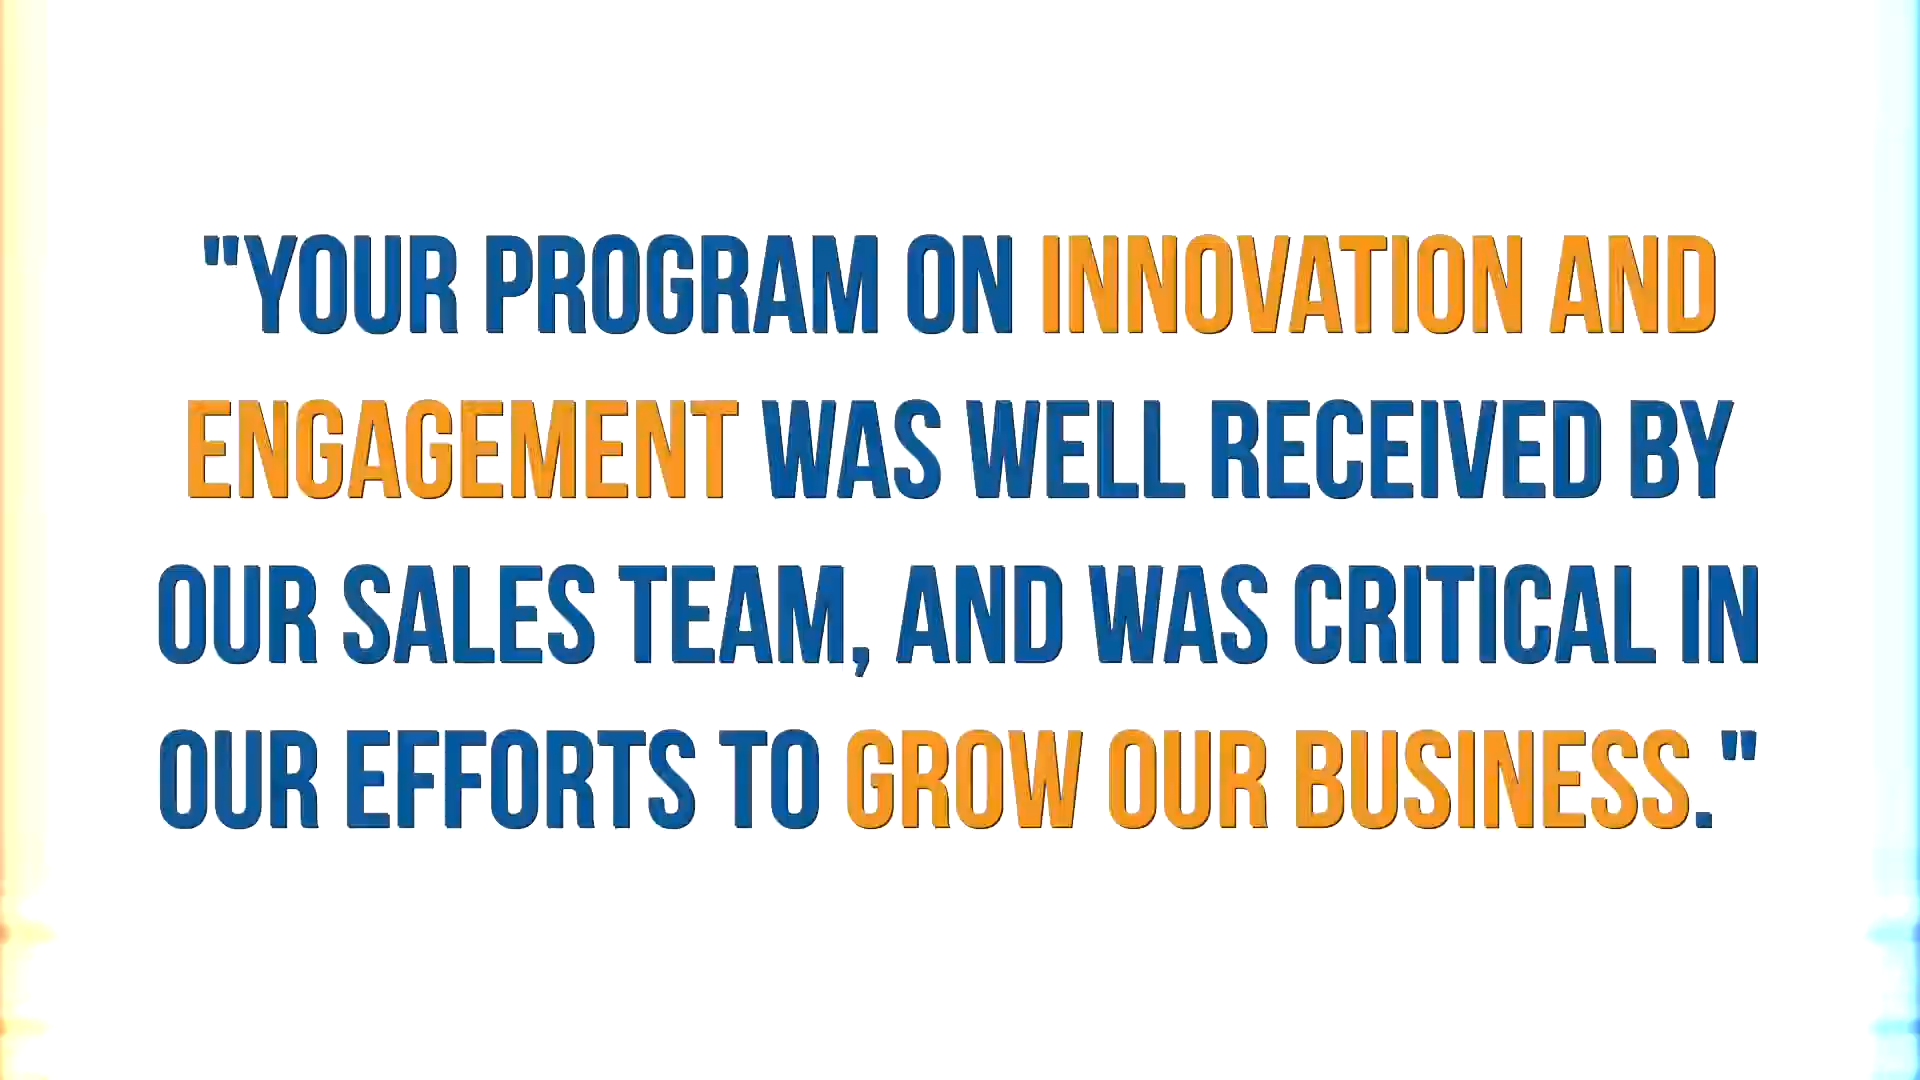 "YOUR PROGRAM ON INNOVATION AND
ENGAGEMENT WAS WELL RECEIVED BY
OUR SALES TEAM, AND WAS CRITICAL IN
OUR EFFORTS TO GROW OUR BUSINESS."